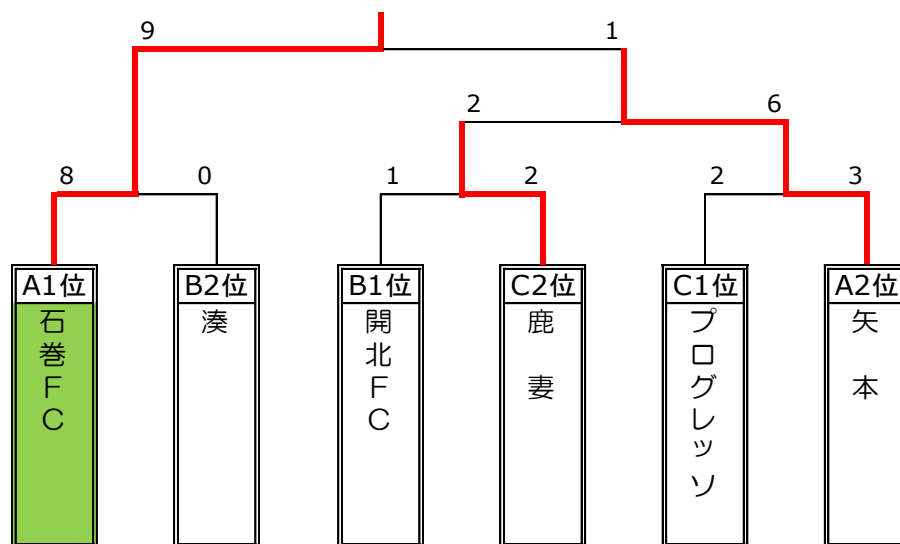 9 1
2 6
8 0 1 2 2 3
A1位 B2位 B1位 C2位 C1位 A2位
石巻FC
湊
開北FC
鹿妻
プログレッソ
矢本